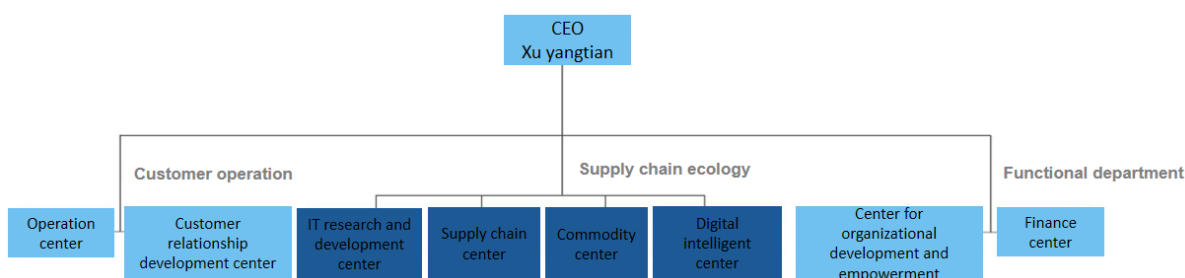 CEO
Xu yangtian
Customer operation
Supply chain ecology
Functional department
Operation
center
Customer
relationship
development center
IT research and
development center
Supply chain
center
Commodity
center
Digital
intelligent
center
Center for
organizational
development and
empowerment
Finance
center